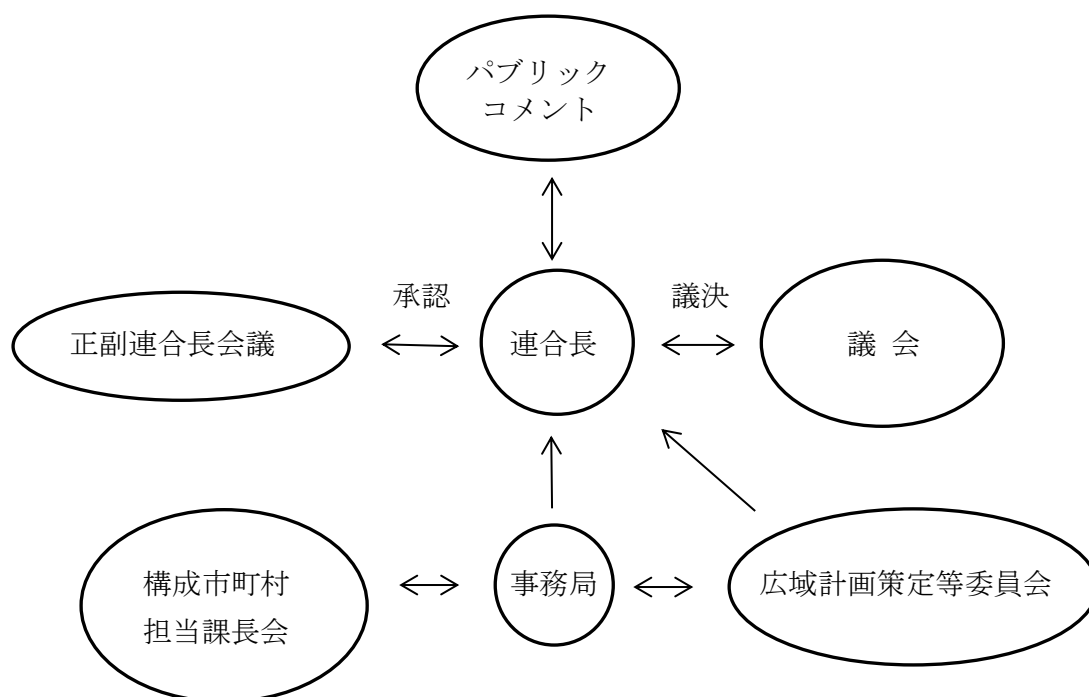 パブリック
コメント
承認
議決
正副連合長会議
連合長
議 会
構成市町村
担当課長会
事務局
広域計画策定等委員会